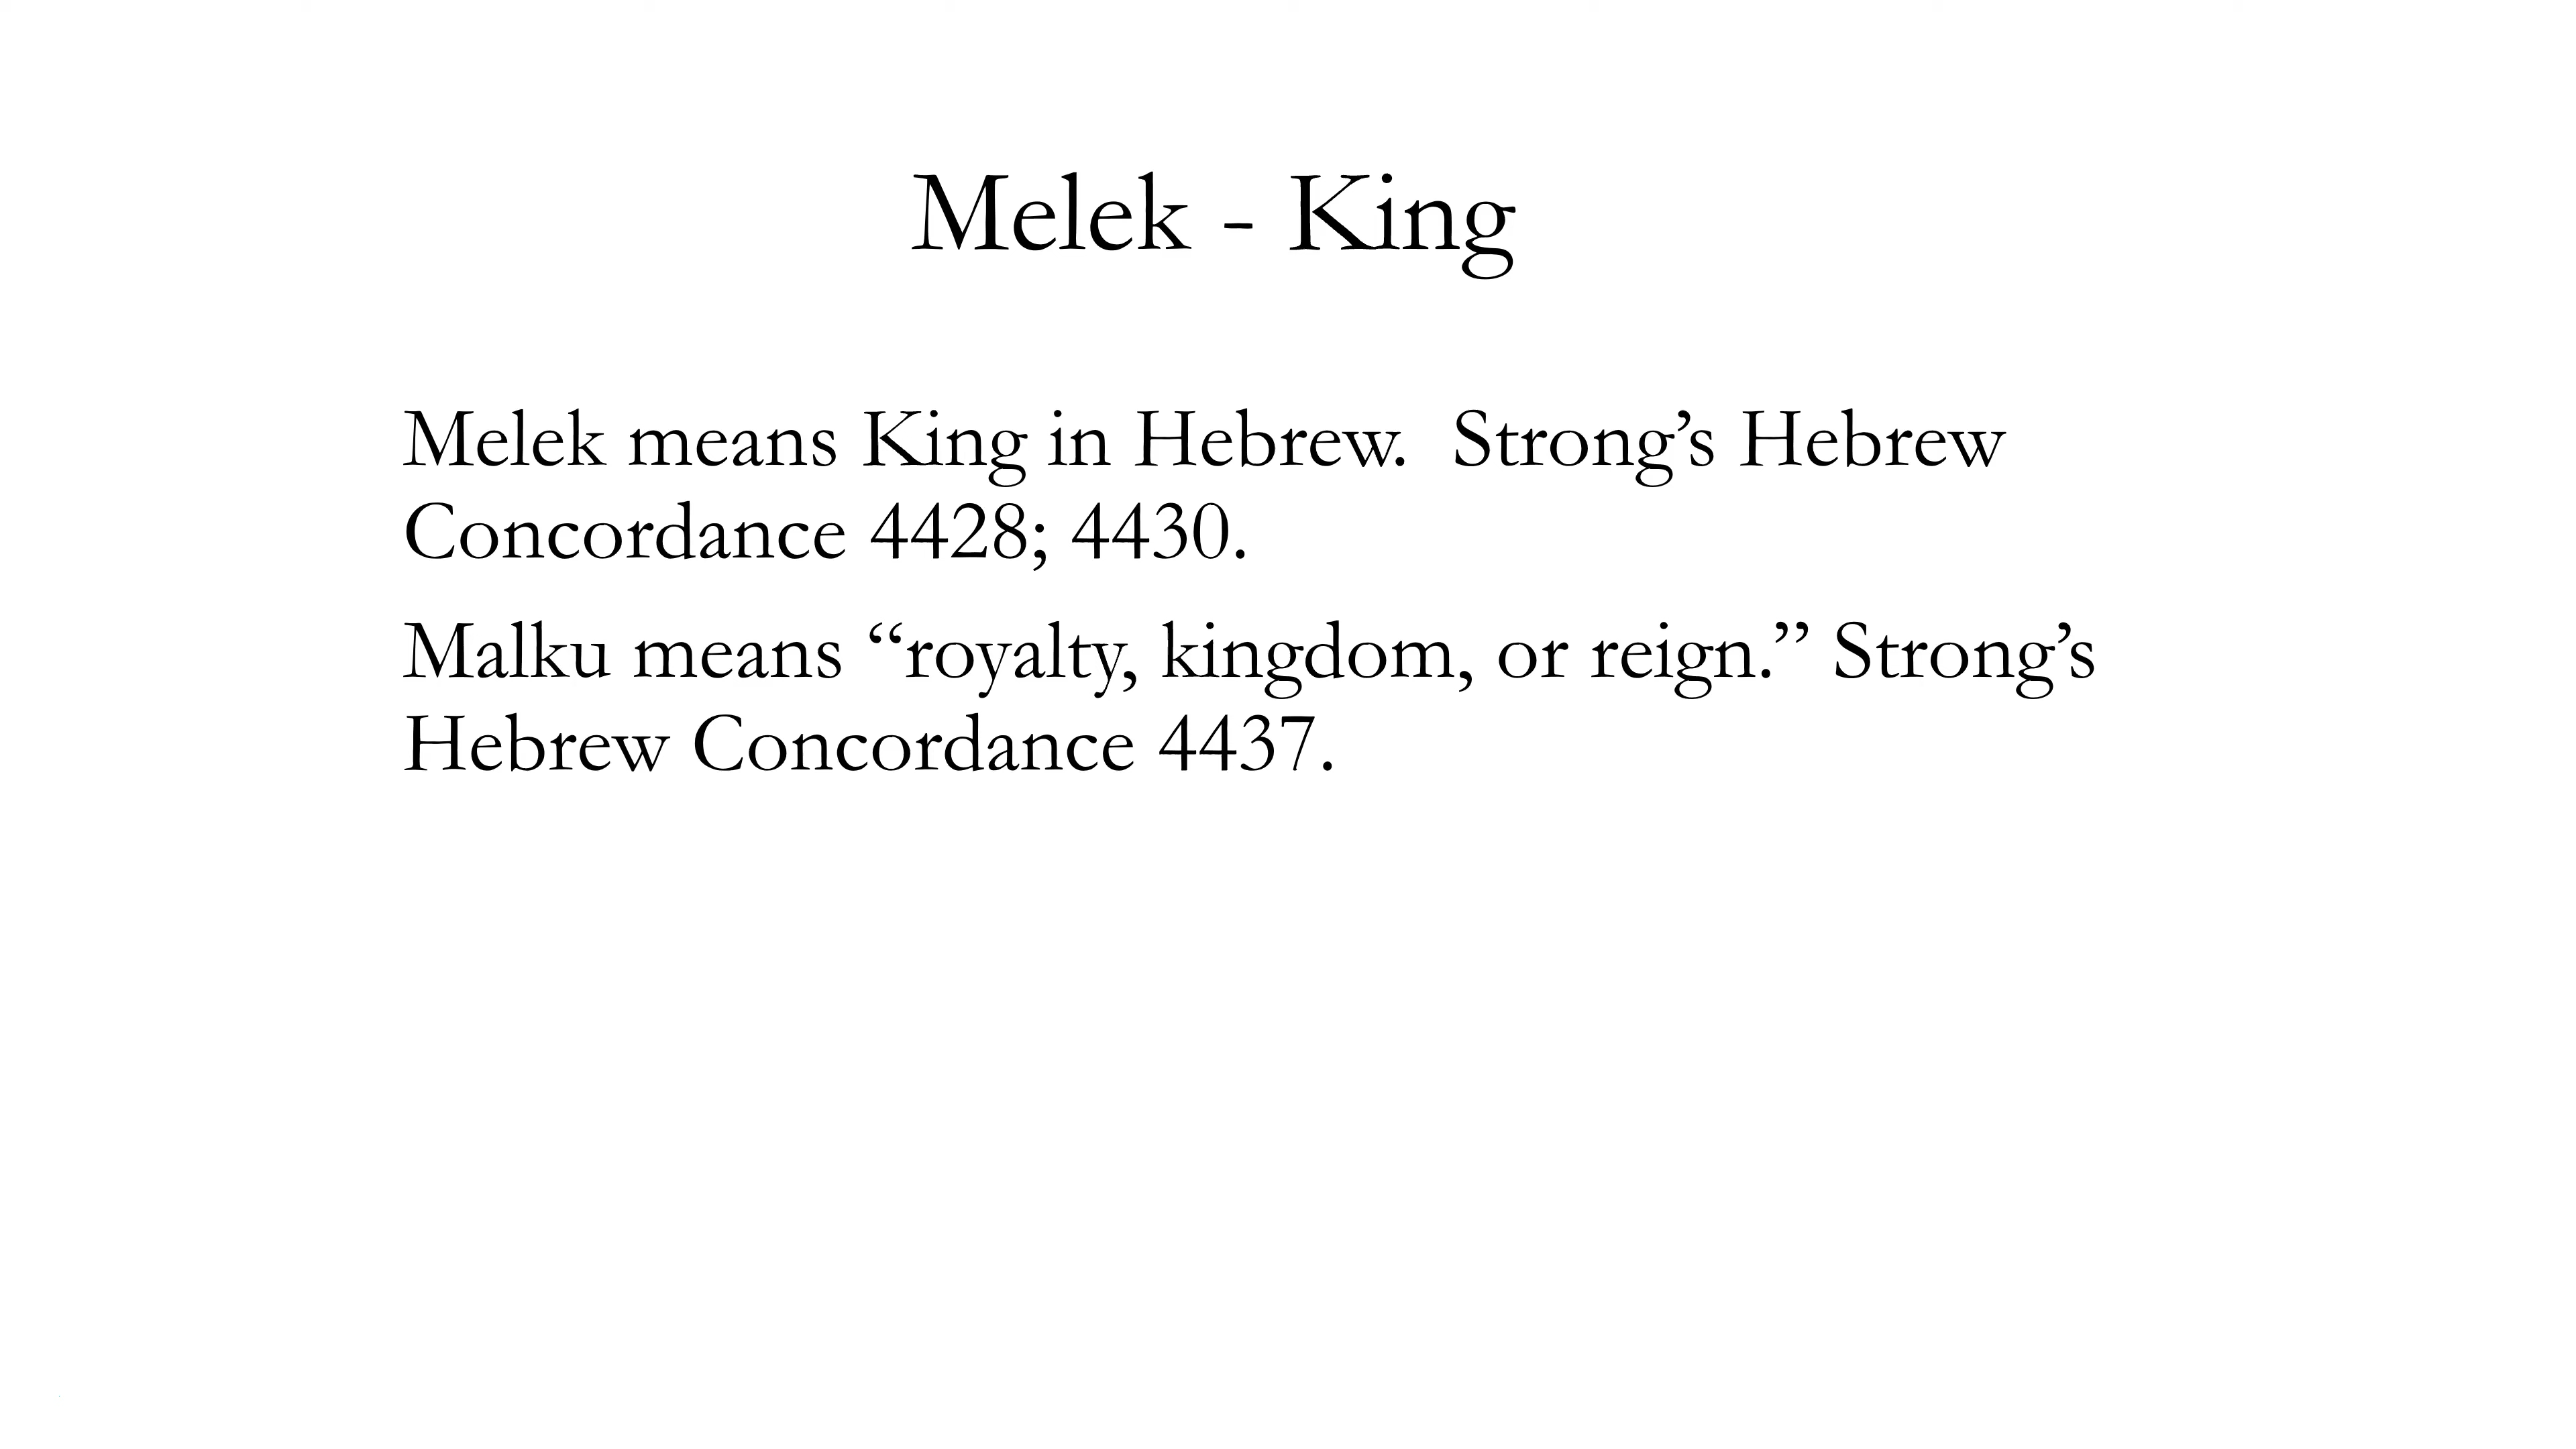 Melek - King
Melek means King in Hebrew.  Strong’s Hebrew
Concordance 4428; 4430.
Malku means “royalty, kingdom, or reign.” Strong’s
Hebrew Concordance 4437.